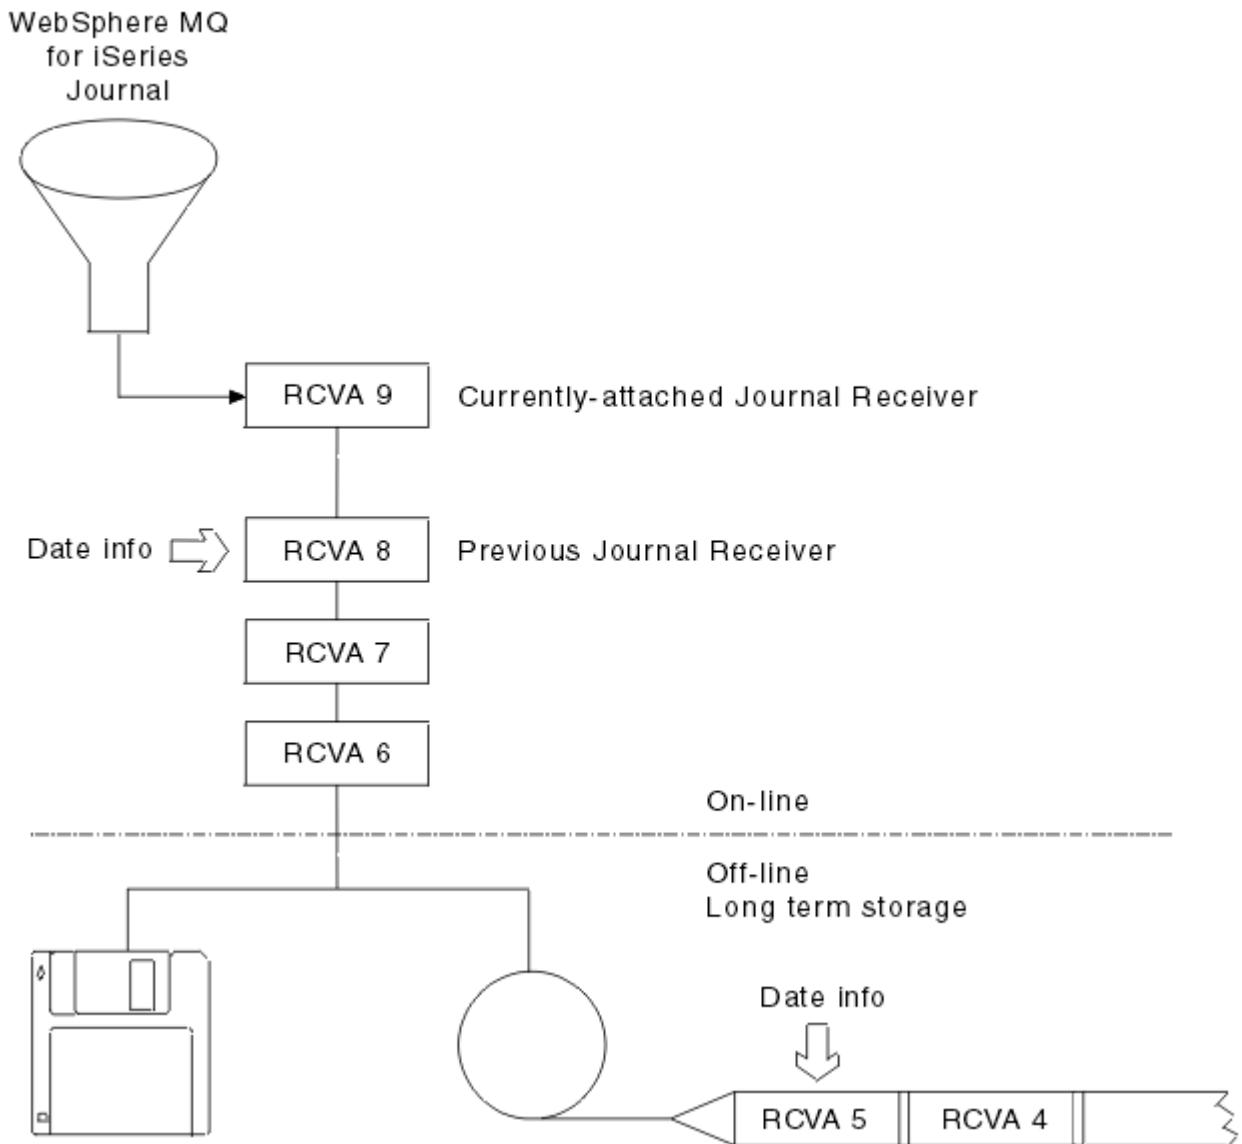 WebSphere MQ
for iSeries
Journal
RCVA 9
Currently-attached Journal Receiver
Date info
RCVA 8
Previous Journal Receiver
RCVA 7
RCVA 6
On-line
Off-line
Long term storage
Date info
RCVA 5
RCVA 4